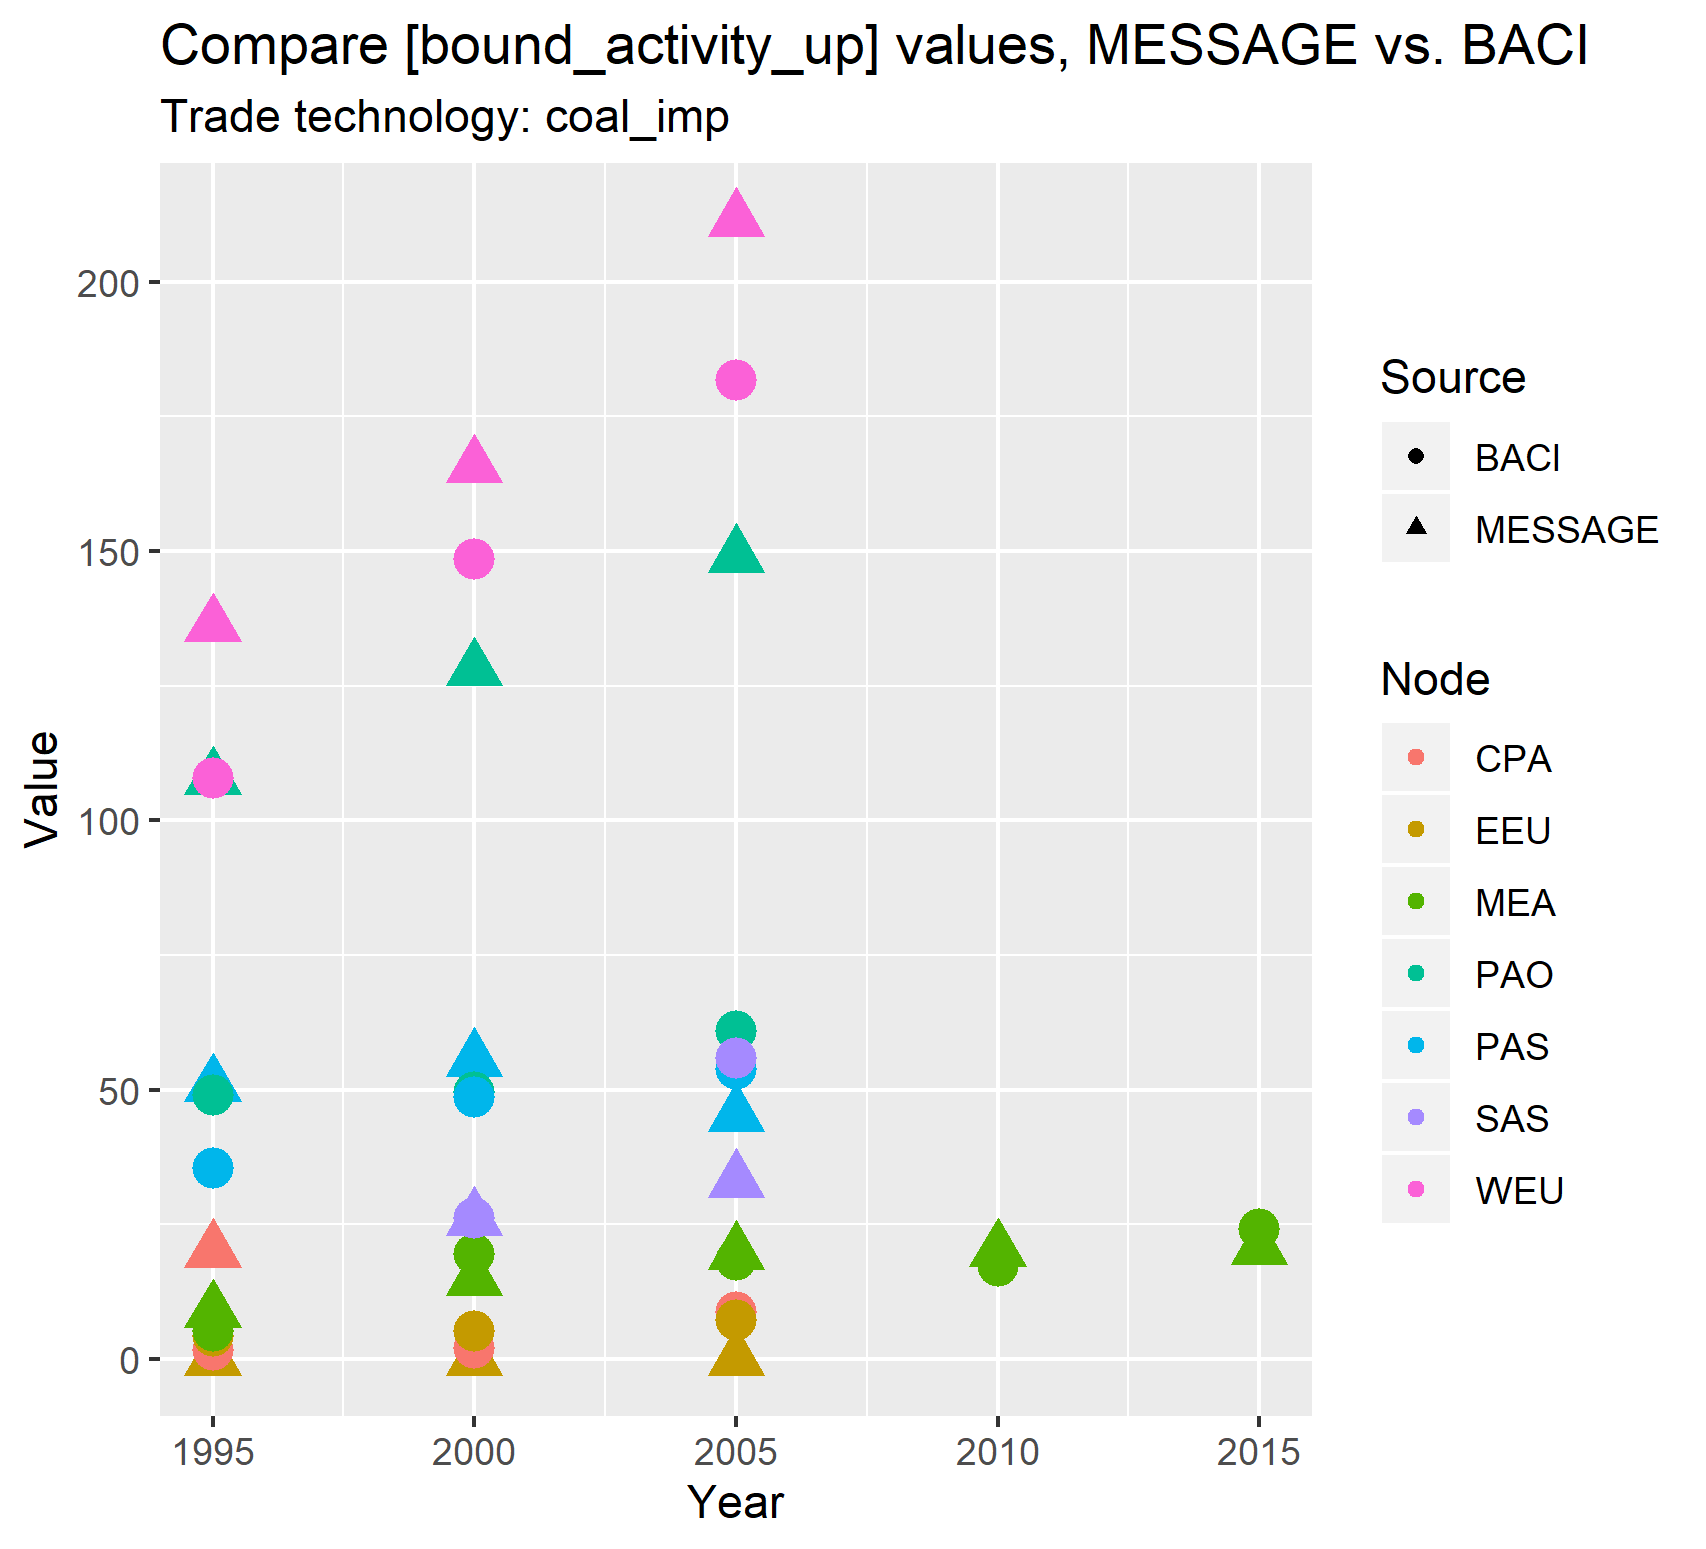 Compare [bound_activity_up] values, MESSAGE vs. BACI
Trade technology: coal_imp
200
150
100
50
0
Value
1995 2000 2005 2010 2015
Year
Source
BACI
MESSAGE
Node
CPA
EEU
MEA
PAO
PAS
SAS
WEU